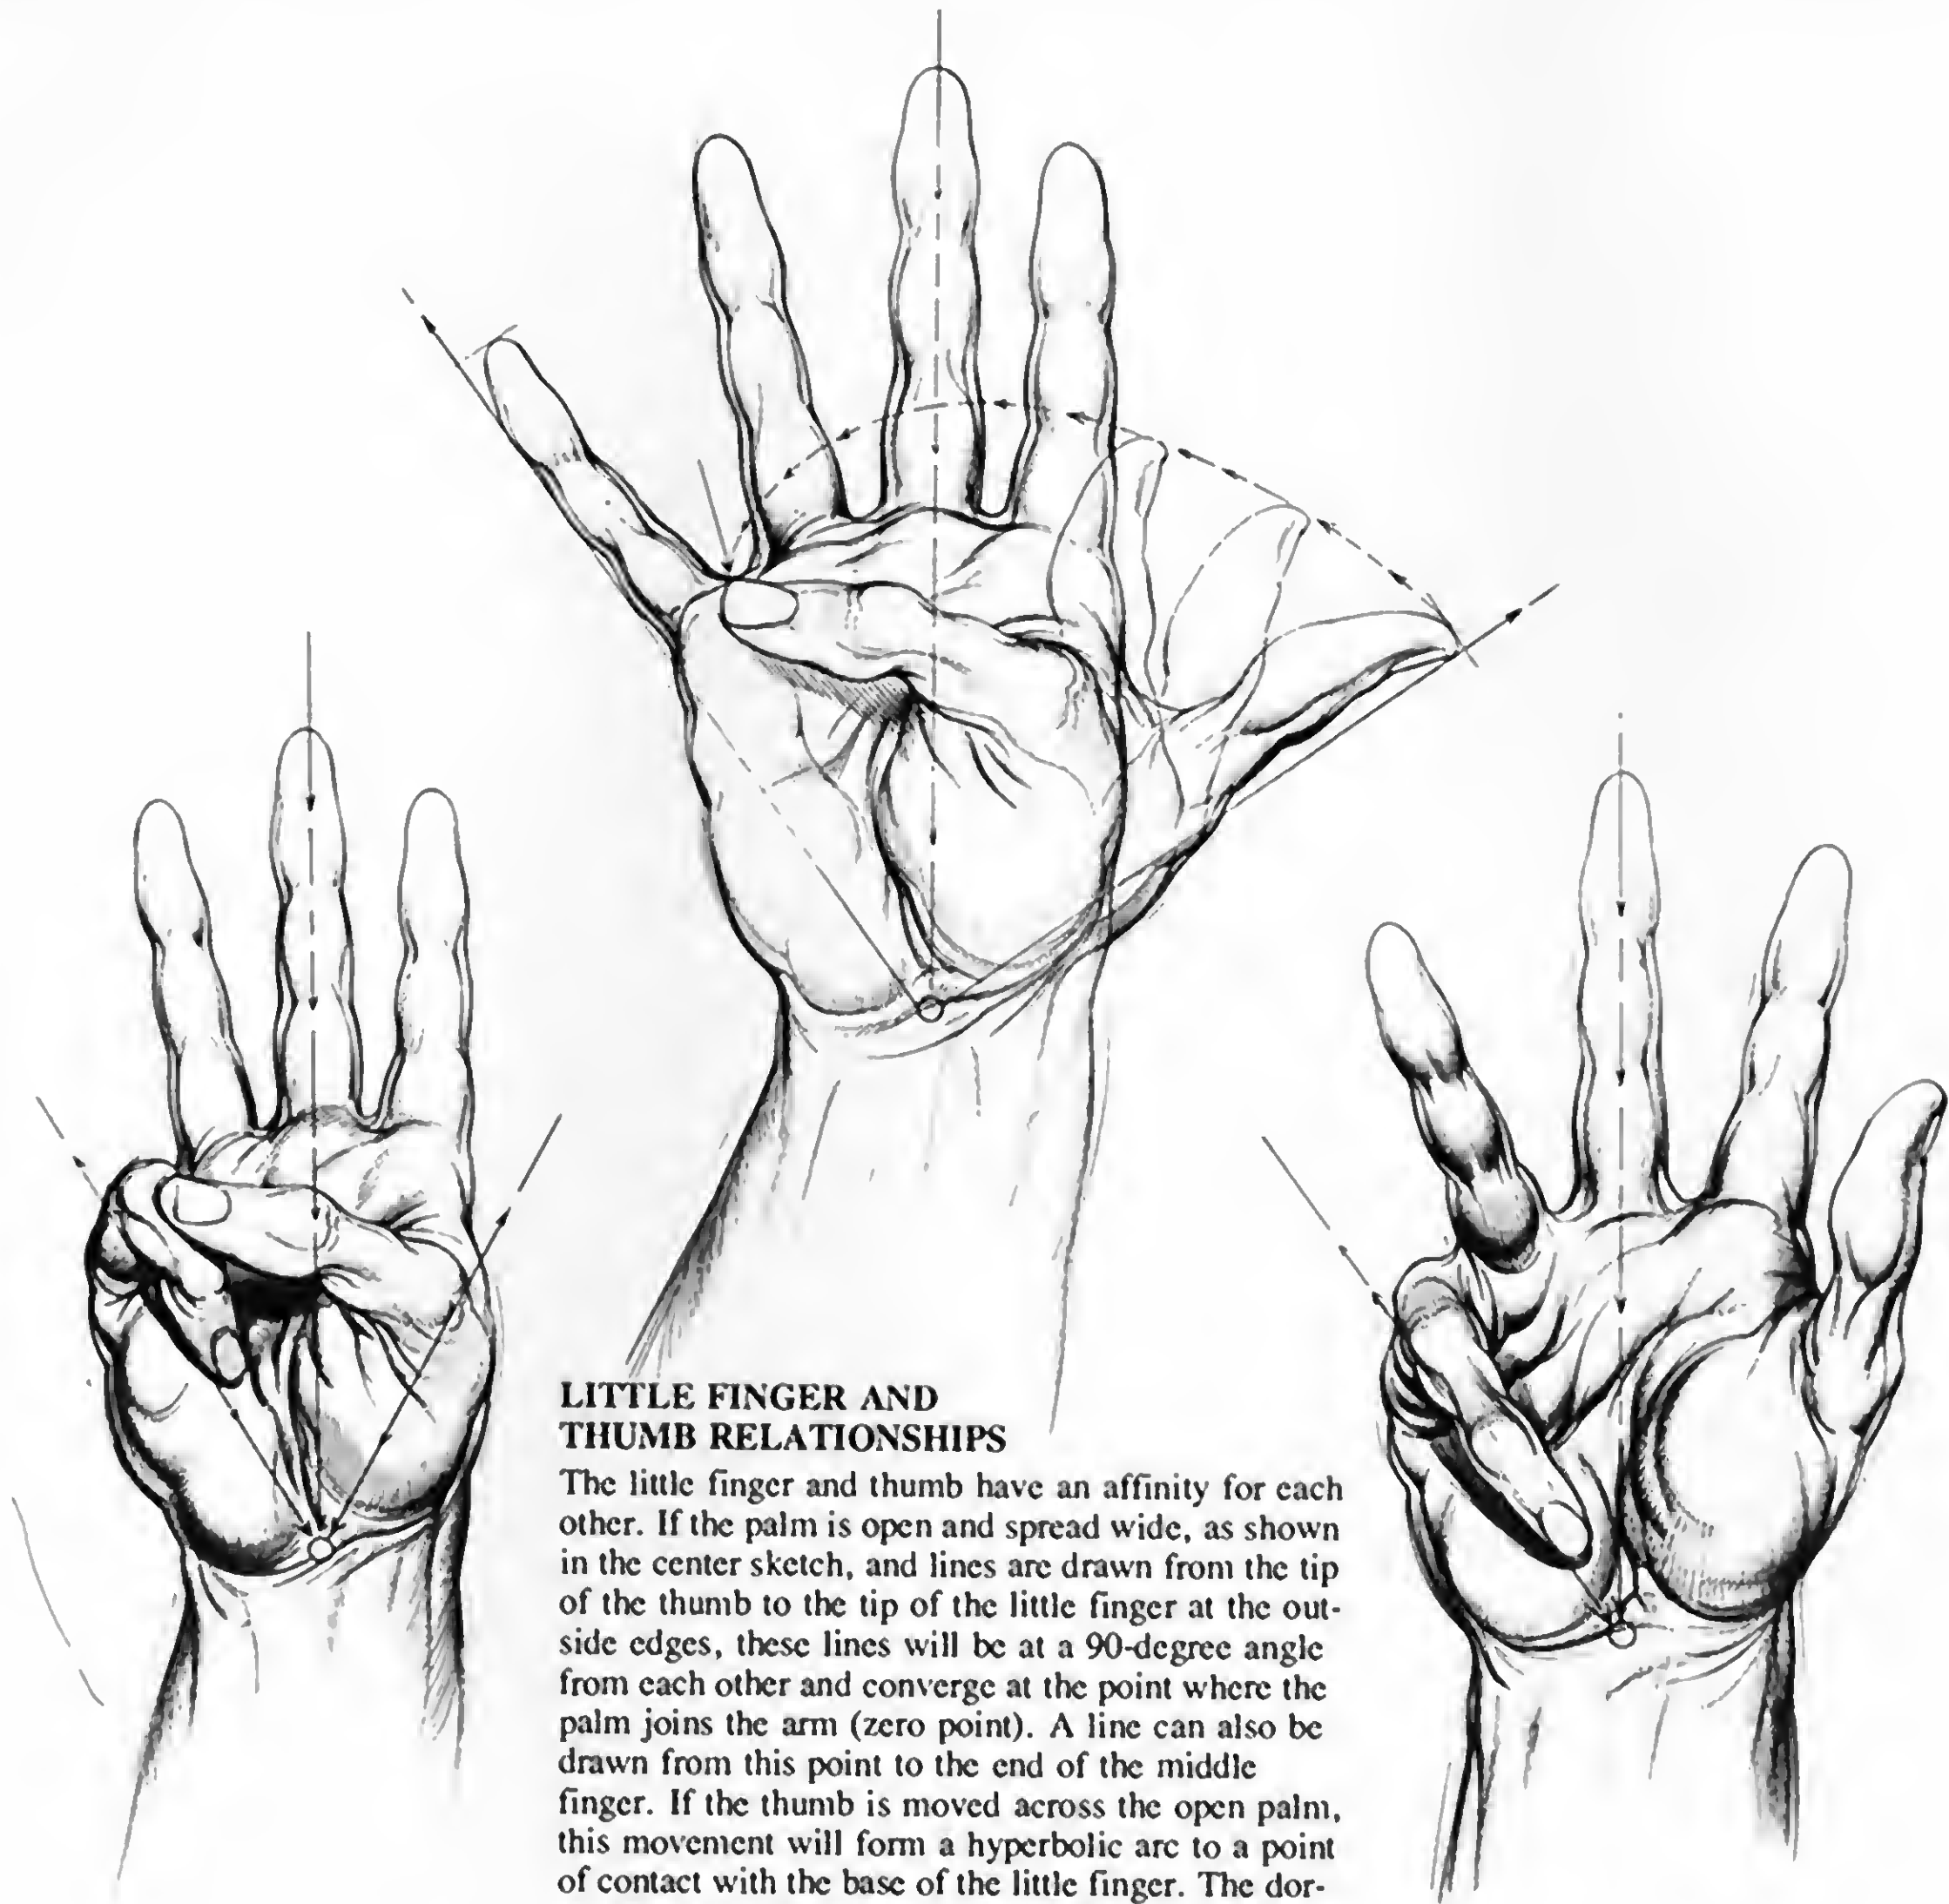 LITTLE FINGER AND
THUMB RELATIONSHIPS
The little finger and thumb have an affinity for each
other. If the palm is open and spread wide, as shown
in the center sketch, and lines are drawn from the tip
of the thumb to the tip of the little finger at the out-
side edges, these lines will be at a 90-degree angle
from each other and converge at the point where the
palm joins the arm (zero point). A line can also be
drawn from this point to the end of the middle
finger. If the thumb is moved across the open palm,
this movement will form a hyperbolic arc to a point
of contact with the base of the little finger. The dor-